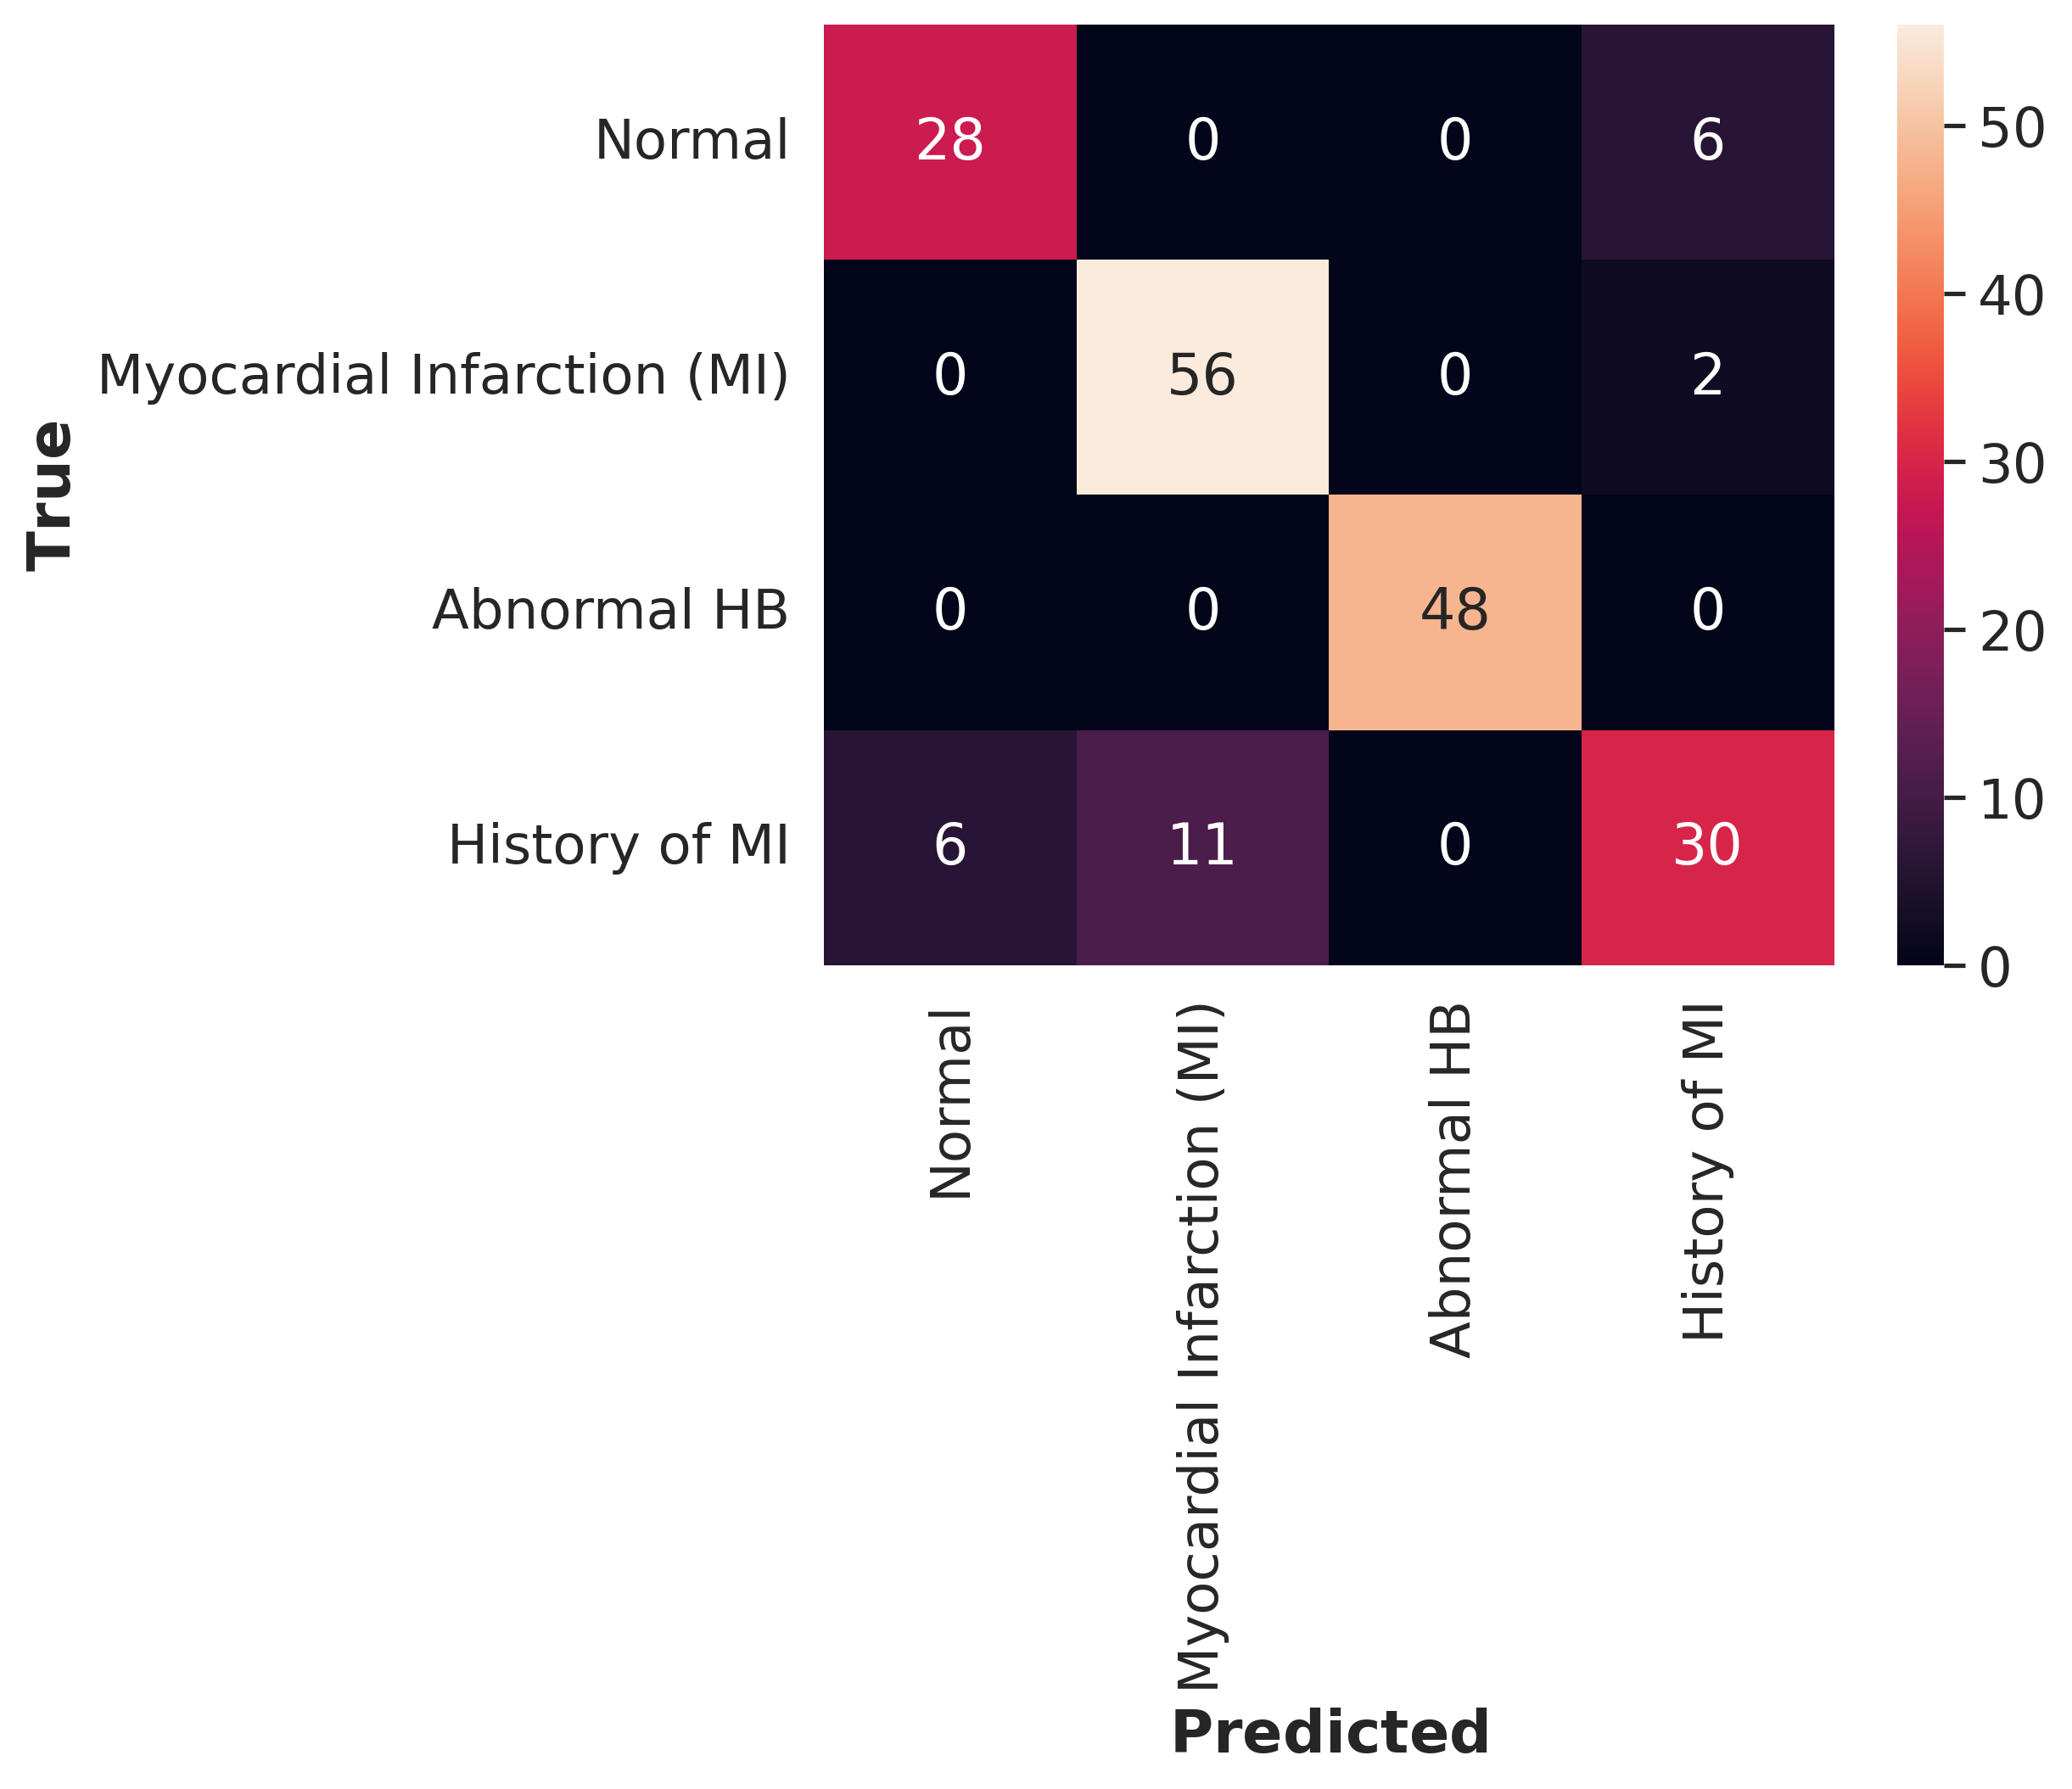 Normal 28 0 0 6
Myocardial Infarction (MI) 0 56 0 2
Abnormal HB 0 0 48 0
History of MI 6 11 0 30
True
Normal
Myocardial Infarction (MI)
Abnormal HB
History of MI
Predicted
50
40
30
20
10
0